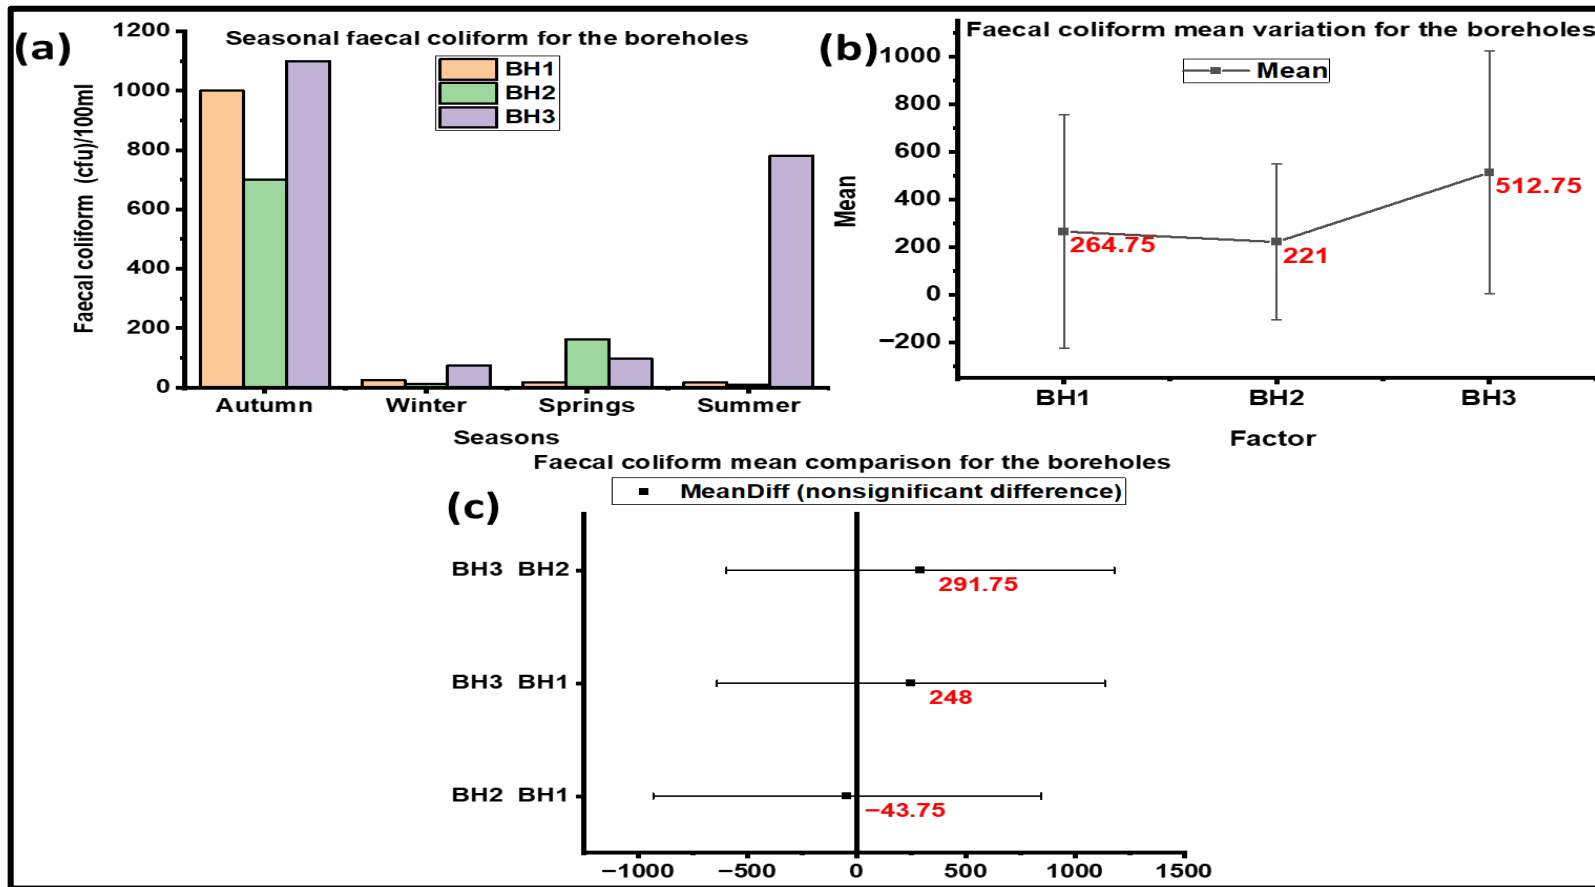 (a)
Seasonal faecal coliform for the boreholes
BH1
BH2
BH3
Faecal coliform (cfu)/100ml
1200
1000
800
600
400
200
0
Autumn Winter Springs Summer
Seasons
(b)
Faecal coliform mean variation for the boreholes
Mean
Mean
1000
800
600
400
200
0
−200
264.75
221
512.75
BH1 BH2 BH3
Factor
Faecal coliform mean comparison for the boreholes
MeanDiff (nonsignificant difference)
(c)
BH3 BH2
291.75
BH3 BH1
248
BH2 BH1
−43.75
−1000 −500 0 500 1000 1500